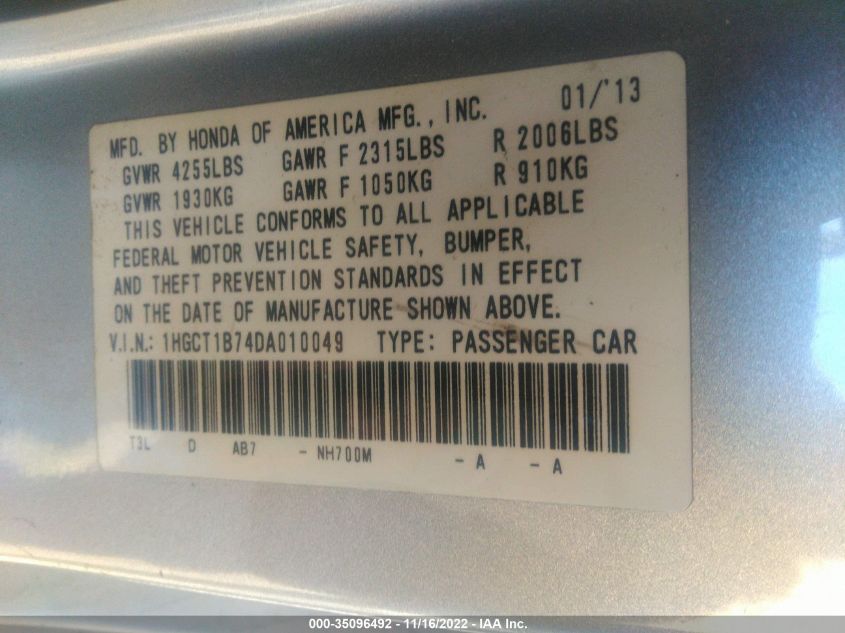 MFD. BY HONDA OF AMERICA MFG., INC. 01/'13
GVWR 4255LBS GAWR F 2315LBS R 2006LBS
GVWR 1930KG GAWR F 1050KG R 910KG
THIS VEHICLE CONFORMS TO ALL APPLICABLE
FEDERAL MOTOR VEHICLE SAFETY, BUMPER,
AND THEFT PREVENTION STANDARDS IN EFFECT
ON THE DATE OF MANUFACTURE SHOWN ABOVE.
V.I.N.: 1HGCT1B74DA010049 TYPE: PASSENGER CAR
T3L D AB7 - NH700M - A - A
000-35096492 - 11/16/2022 - IAA Inc.